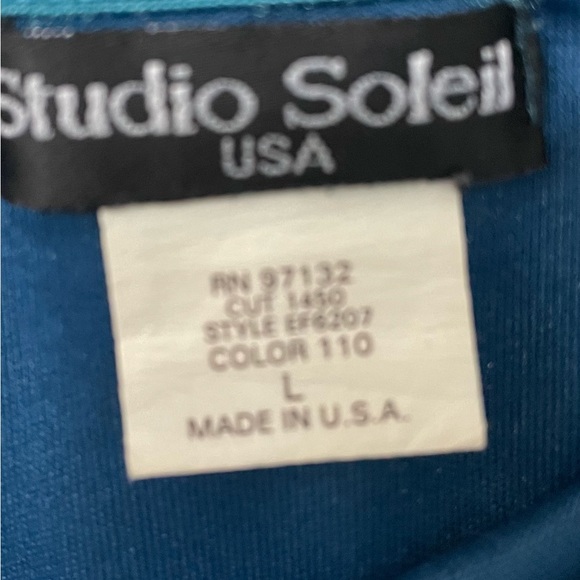 Studio Soleil
USA
RN 97132
CUT 1450
STYLE EF6207
COLOR 110
L
MADE IN U.S.A.